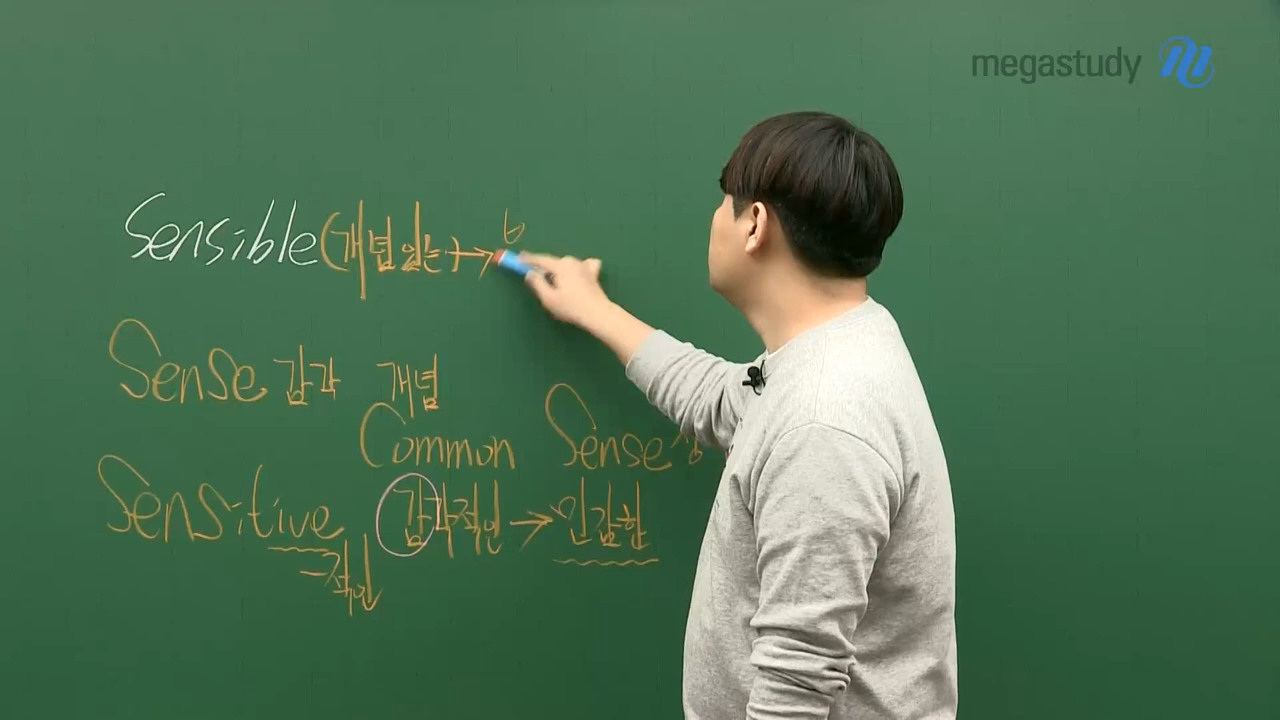 megastudy
Sensible(개념 있는) → ㅂ
Sense 감각 개념
Common Sense
Sensitive 감각적인 → 민감한
-적인